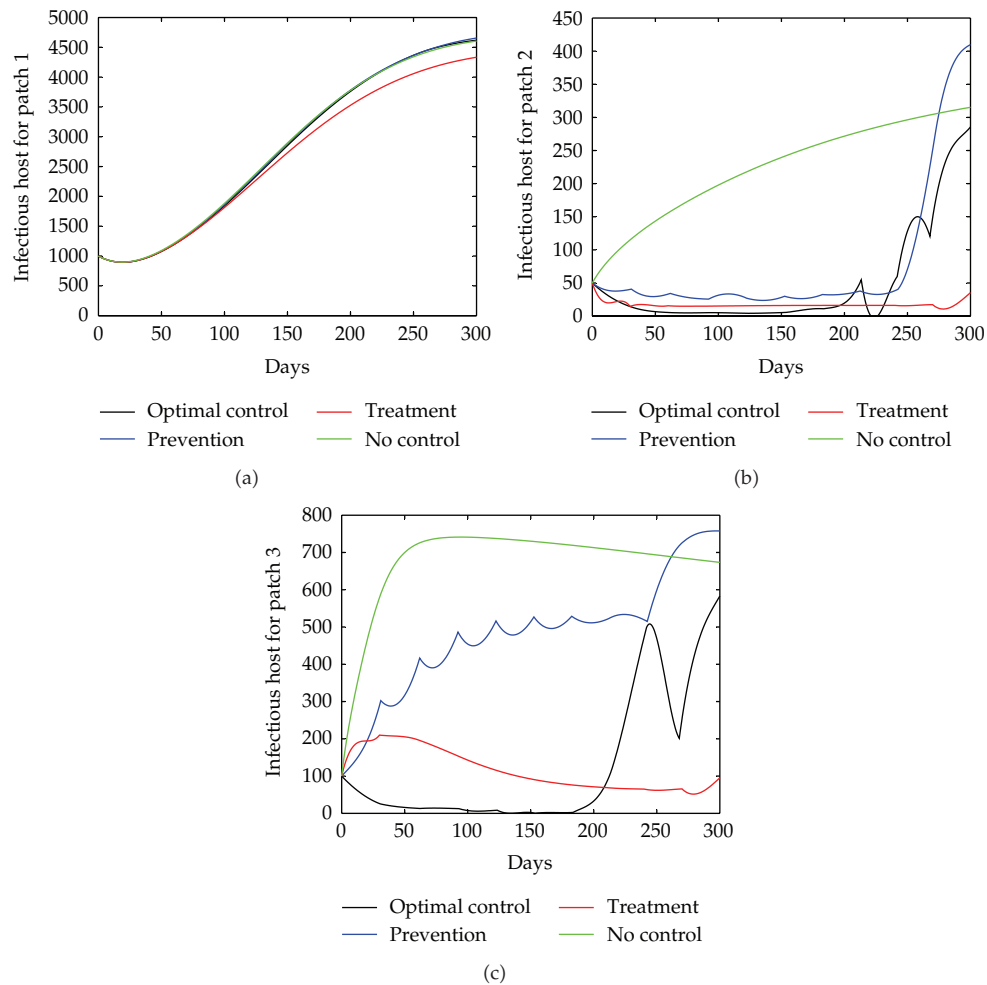 Infectious host for patch 1
5000
4500
4000
3500
3000
2500
2000
1500
1000
500
0
0 50 100 150 200 250 300
Days
Optimal control Treatment
Prevention No control
(a)
Infectious host for patch 2
450
400
350
300
250
200
150
100
50
0
0 50 100 150 200 250 300
Days
Optimal control Treatment
Prevention No control
(b)
Infectious host for patch 3
800
700
600
500
400
300
200
100
0
0 50 100 150 200 250 300
Days
Optimal control Treatment
Prevention No control
(c)